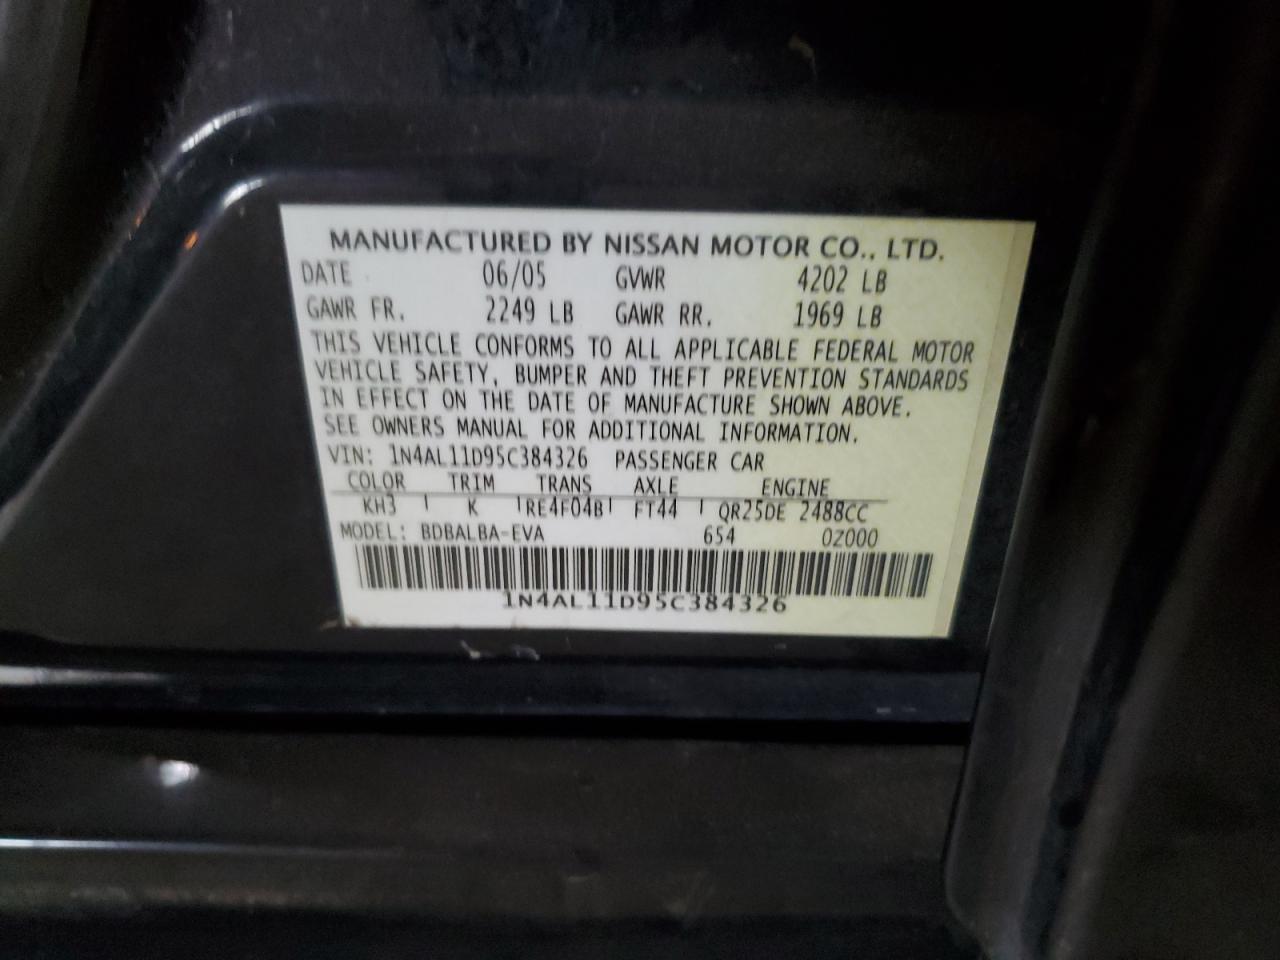 MANUFACTURED BY NISSAN MOTOR CO., LTD.
DATE 06/05 GVWR 4202 LB
GAWR FR. 2249 LB GAWR RR. 1969 LB
THIS VEHICLE CONFORMS TO ALL APPLICABLE FEDERAL MOTOR
VEHICLE SAFETY, BUMPER AND THEFT PREVENTION STANDARDS
IN EFFECT ON THE DATE OF MANUFACTURE SHOWN ABOVE.
SEE OWNERS MANUAL FOR ADDITIONAL INFORMATION.
VIN: 1N4AL11D95C384326 PASSENGER CAR
COLOR TRIM TRANS AXLE ENGINE
KH3 K RE4F04B FT44 QR25DE 2488CC
MODEL: BDBALBA-EVA 654 0Z000
1N4AL11D95C384326